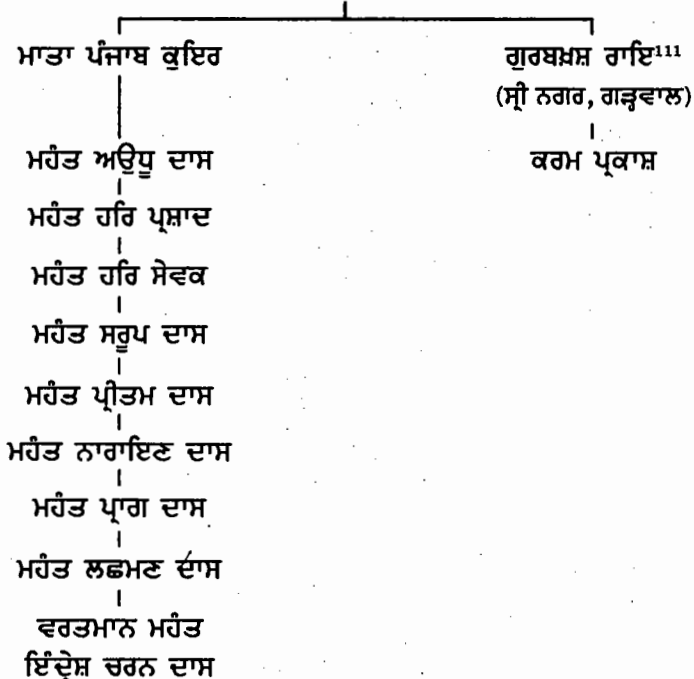 ਮਾਤਾ ਪੰਜਾਬ ਕੁਇਰ
ਗੁਰਬਖ਼ਸ਼ ਰਾਇ¹¹¹
(ਸ੍ਰੀ ਨਗਰ, ਗੜ੍ਹਵਾਲ)
ਮਹੰਤ ਅਉਧੂ ਦਾਸ
ਕਰਮ ਪ੍ਰਕਾਸ਼
ਮਹੰਤ ਹਰਿ ਪ੍ਰਸ਼ਾਦ
ਮਹੰਤ ਹਰਿ ਸੇਵਕ
ਮਹੰਤ ਸਰੂਪ ਦਾਸ
ਮਹੰਤ ਪ੍ਰੀਤਮ ਦਾਸ
ਮਹੰਤ ਨਾਰਾਇਣ ਦਾਸ
ਮਹੰਤ ਪ੍ਰਾਗ ਦਾਸ
ਮਹੰਤ ਲਛਮਣ ਦਾਸ
ਵਰਤਮਾਨ ਮਹੰਤ
ਇੰਦ੍ਰੇਸ਼ ਚਰਨ ਦਾਸ